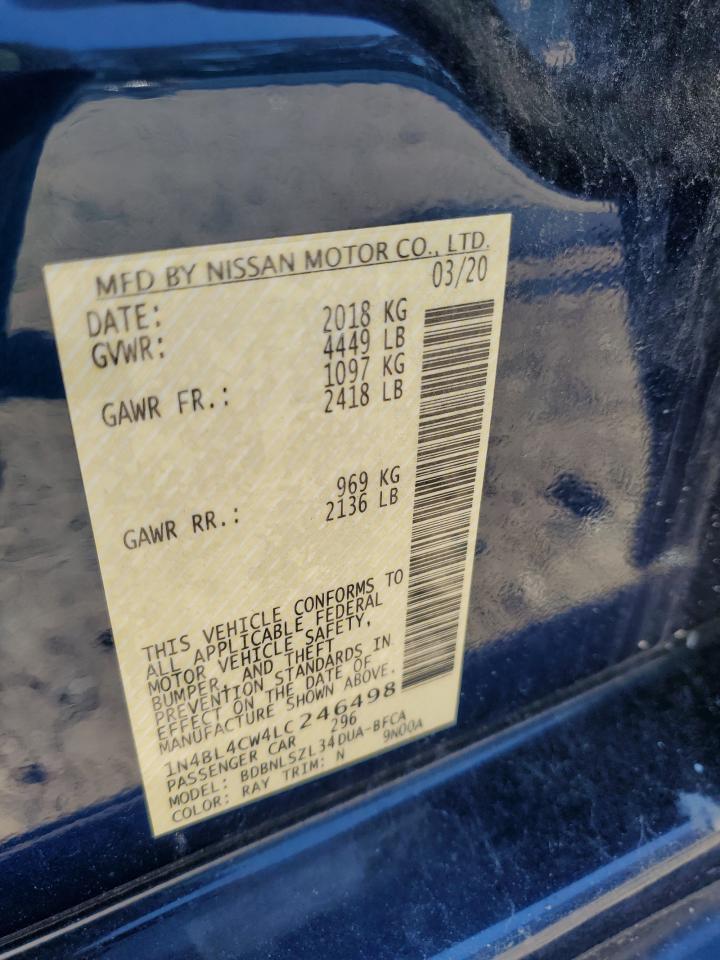 MFD BY NISSAN MOTOR CO., LTD.
DATE: 03/20
GVWR: 2018 KG
4449 LB
GAWR FR.: 1097 KG
2418 LB
GAWR RR.: 969 KG
2136 LB
THIS VEHICLE CONFORMS TO
ALL APPLICABLE FEDERAL
MOTOR VEHICLE SAFETY,
BUMPER, AND THEFT
PREVENTION STANDARDS IN
EFFECT ON THE DATE OF
MANUFACTURE SHOWN ABOVE.
1N4BL4CW4LC246498
PASSENGER CAR 296
MODEL: BDBNLSZL34DUA-BFCA
COLOR: RAY TRIM: N 9N00A